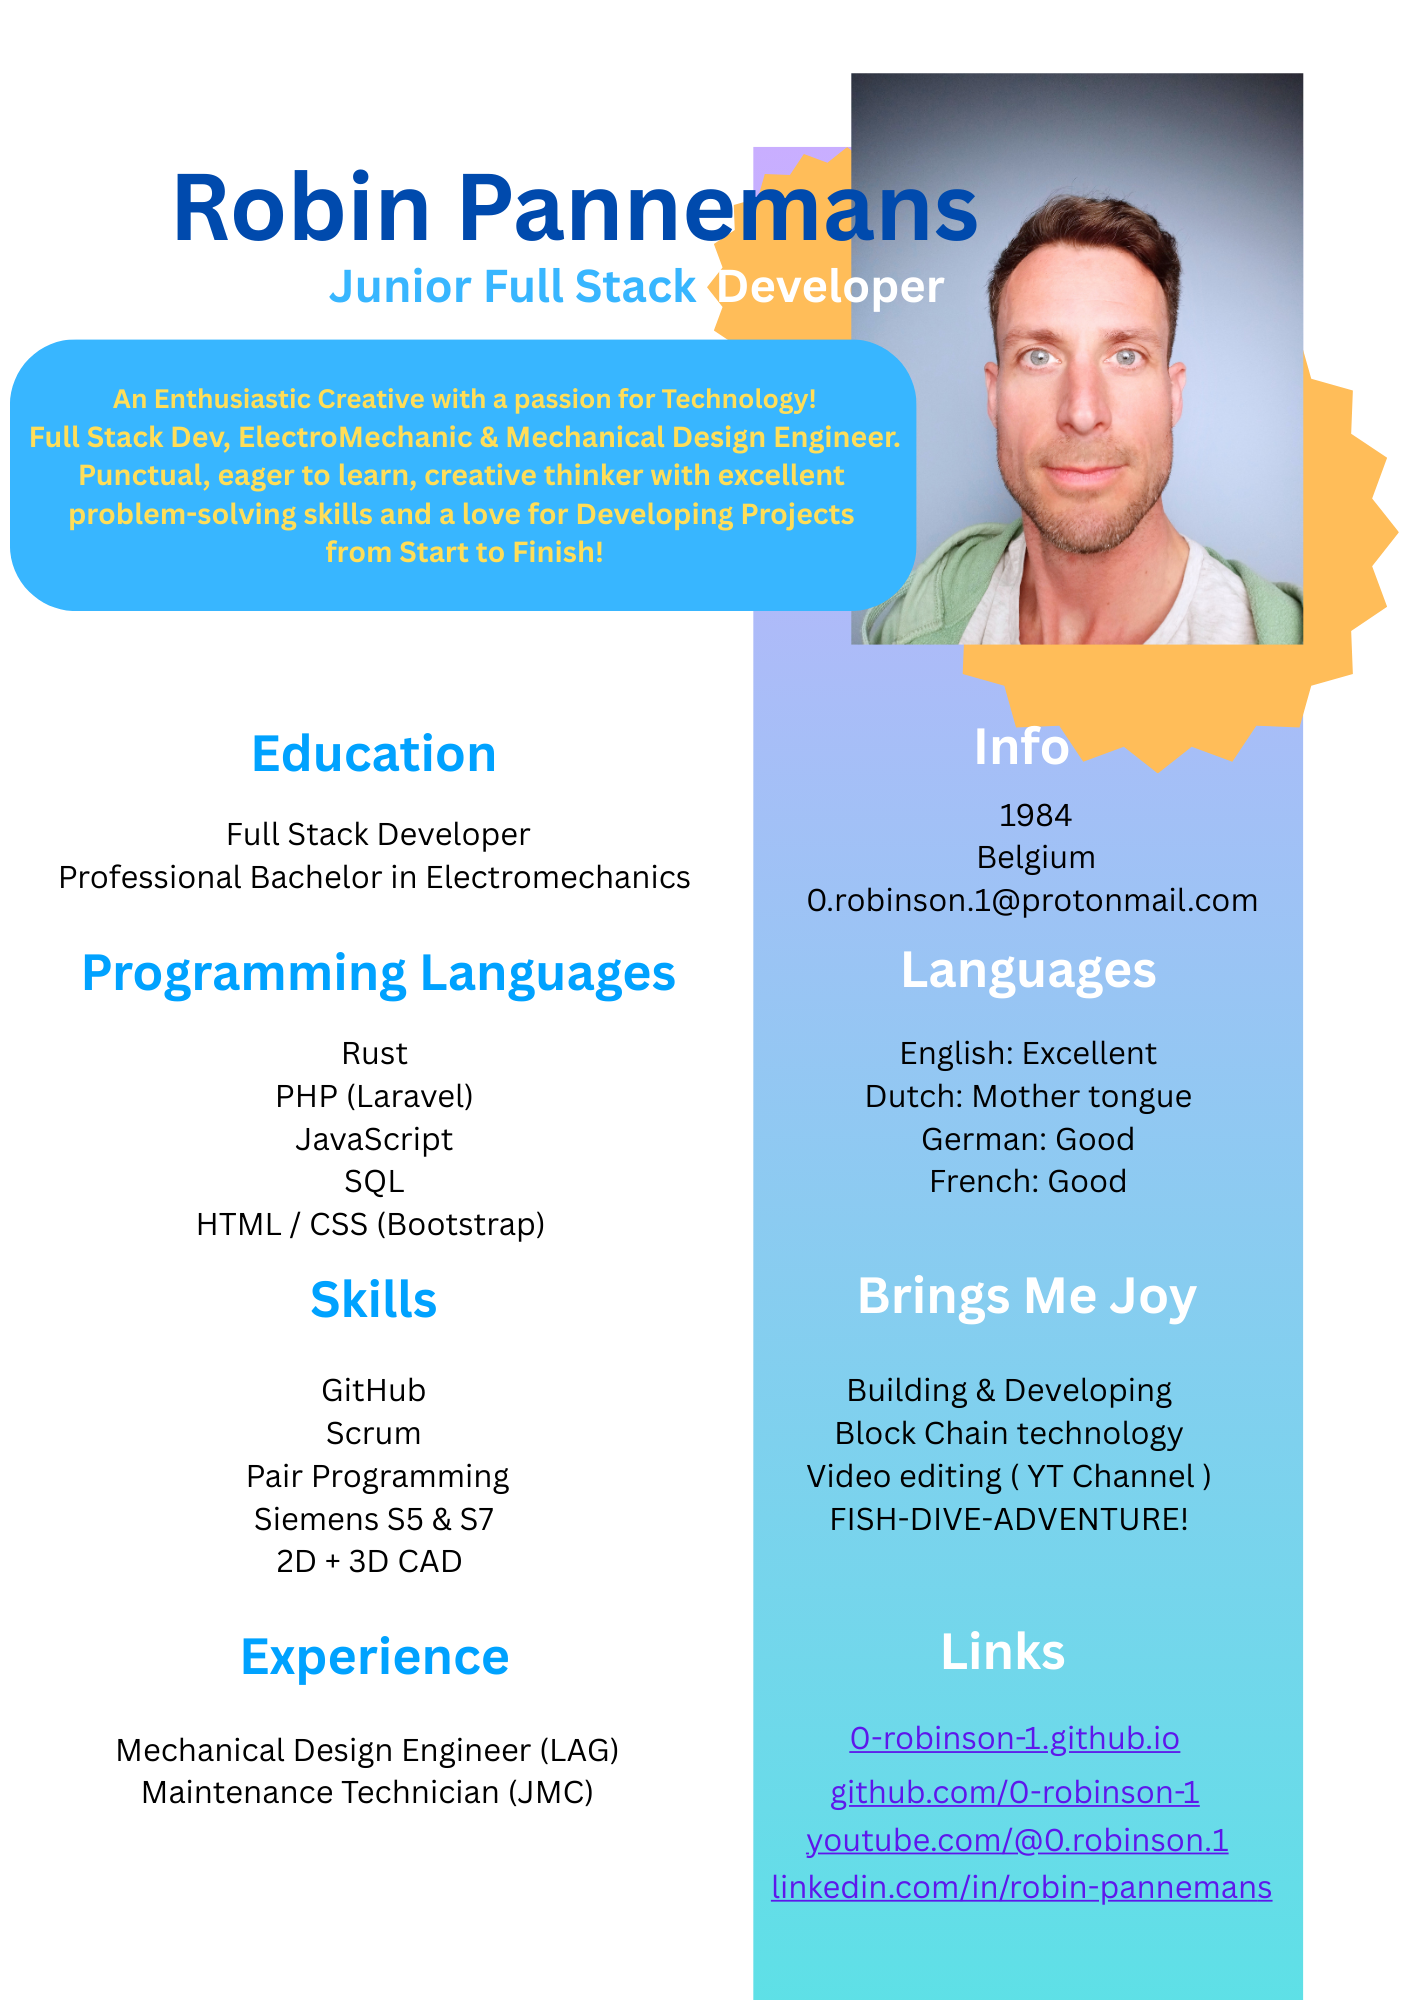 Robin Pannemans
Junior Full Stack Developer
An Enthusiastic Creative with a passion for Technology!
Full Stack Dev, ElectroMechanic & Mechanical Design Engineer.
Punctual, eager to learn, creative thinker with excellent
problem-solving skills and a love for Developing Projects
from Start to Finish!
Education
Full Stack Developer
Professional Bachelor in Electromechanics
Programming Languages
Rust
PHP (Laravel)
JavaScript
SQL
HTML / CSS (Bootstrap)
Skills
GitHub
Scrum
Pair Programming
Siemens S5 & S7
2D + 3D CAD
Experience
Mechanical Design Engineer (LAG)
Maintenance Technician (JMC)
Info
1984
Belgium
0.robinson.1@protonmail.com
Languages
English: Excellent
Dutch: Mother tongue
German: Good
French: Good
Brings Me Joy
Building & Developing
Block Chain technology
Video editing ( YT Channel )
FISH-DIVE-ADVENTURE!
Links
0-robinson-1.github.io
github.com/0-robinson-1
youtube.com/@0.robinson.1
linkedin.com/in/robin-pannemans